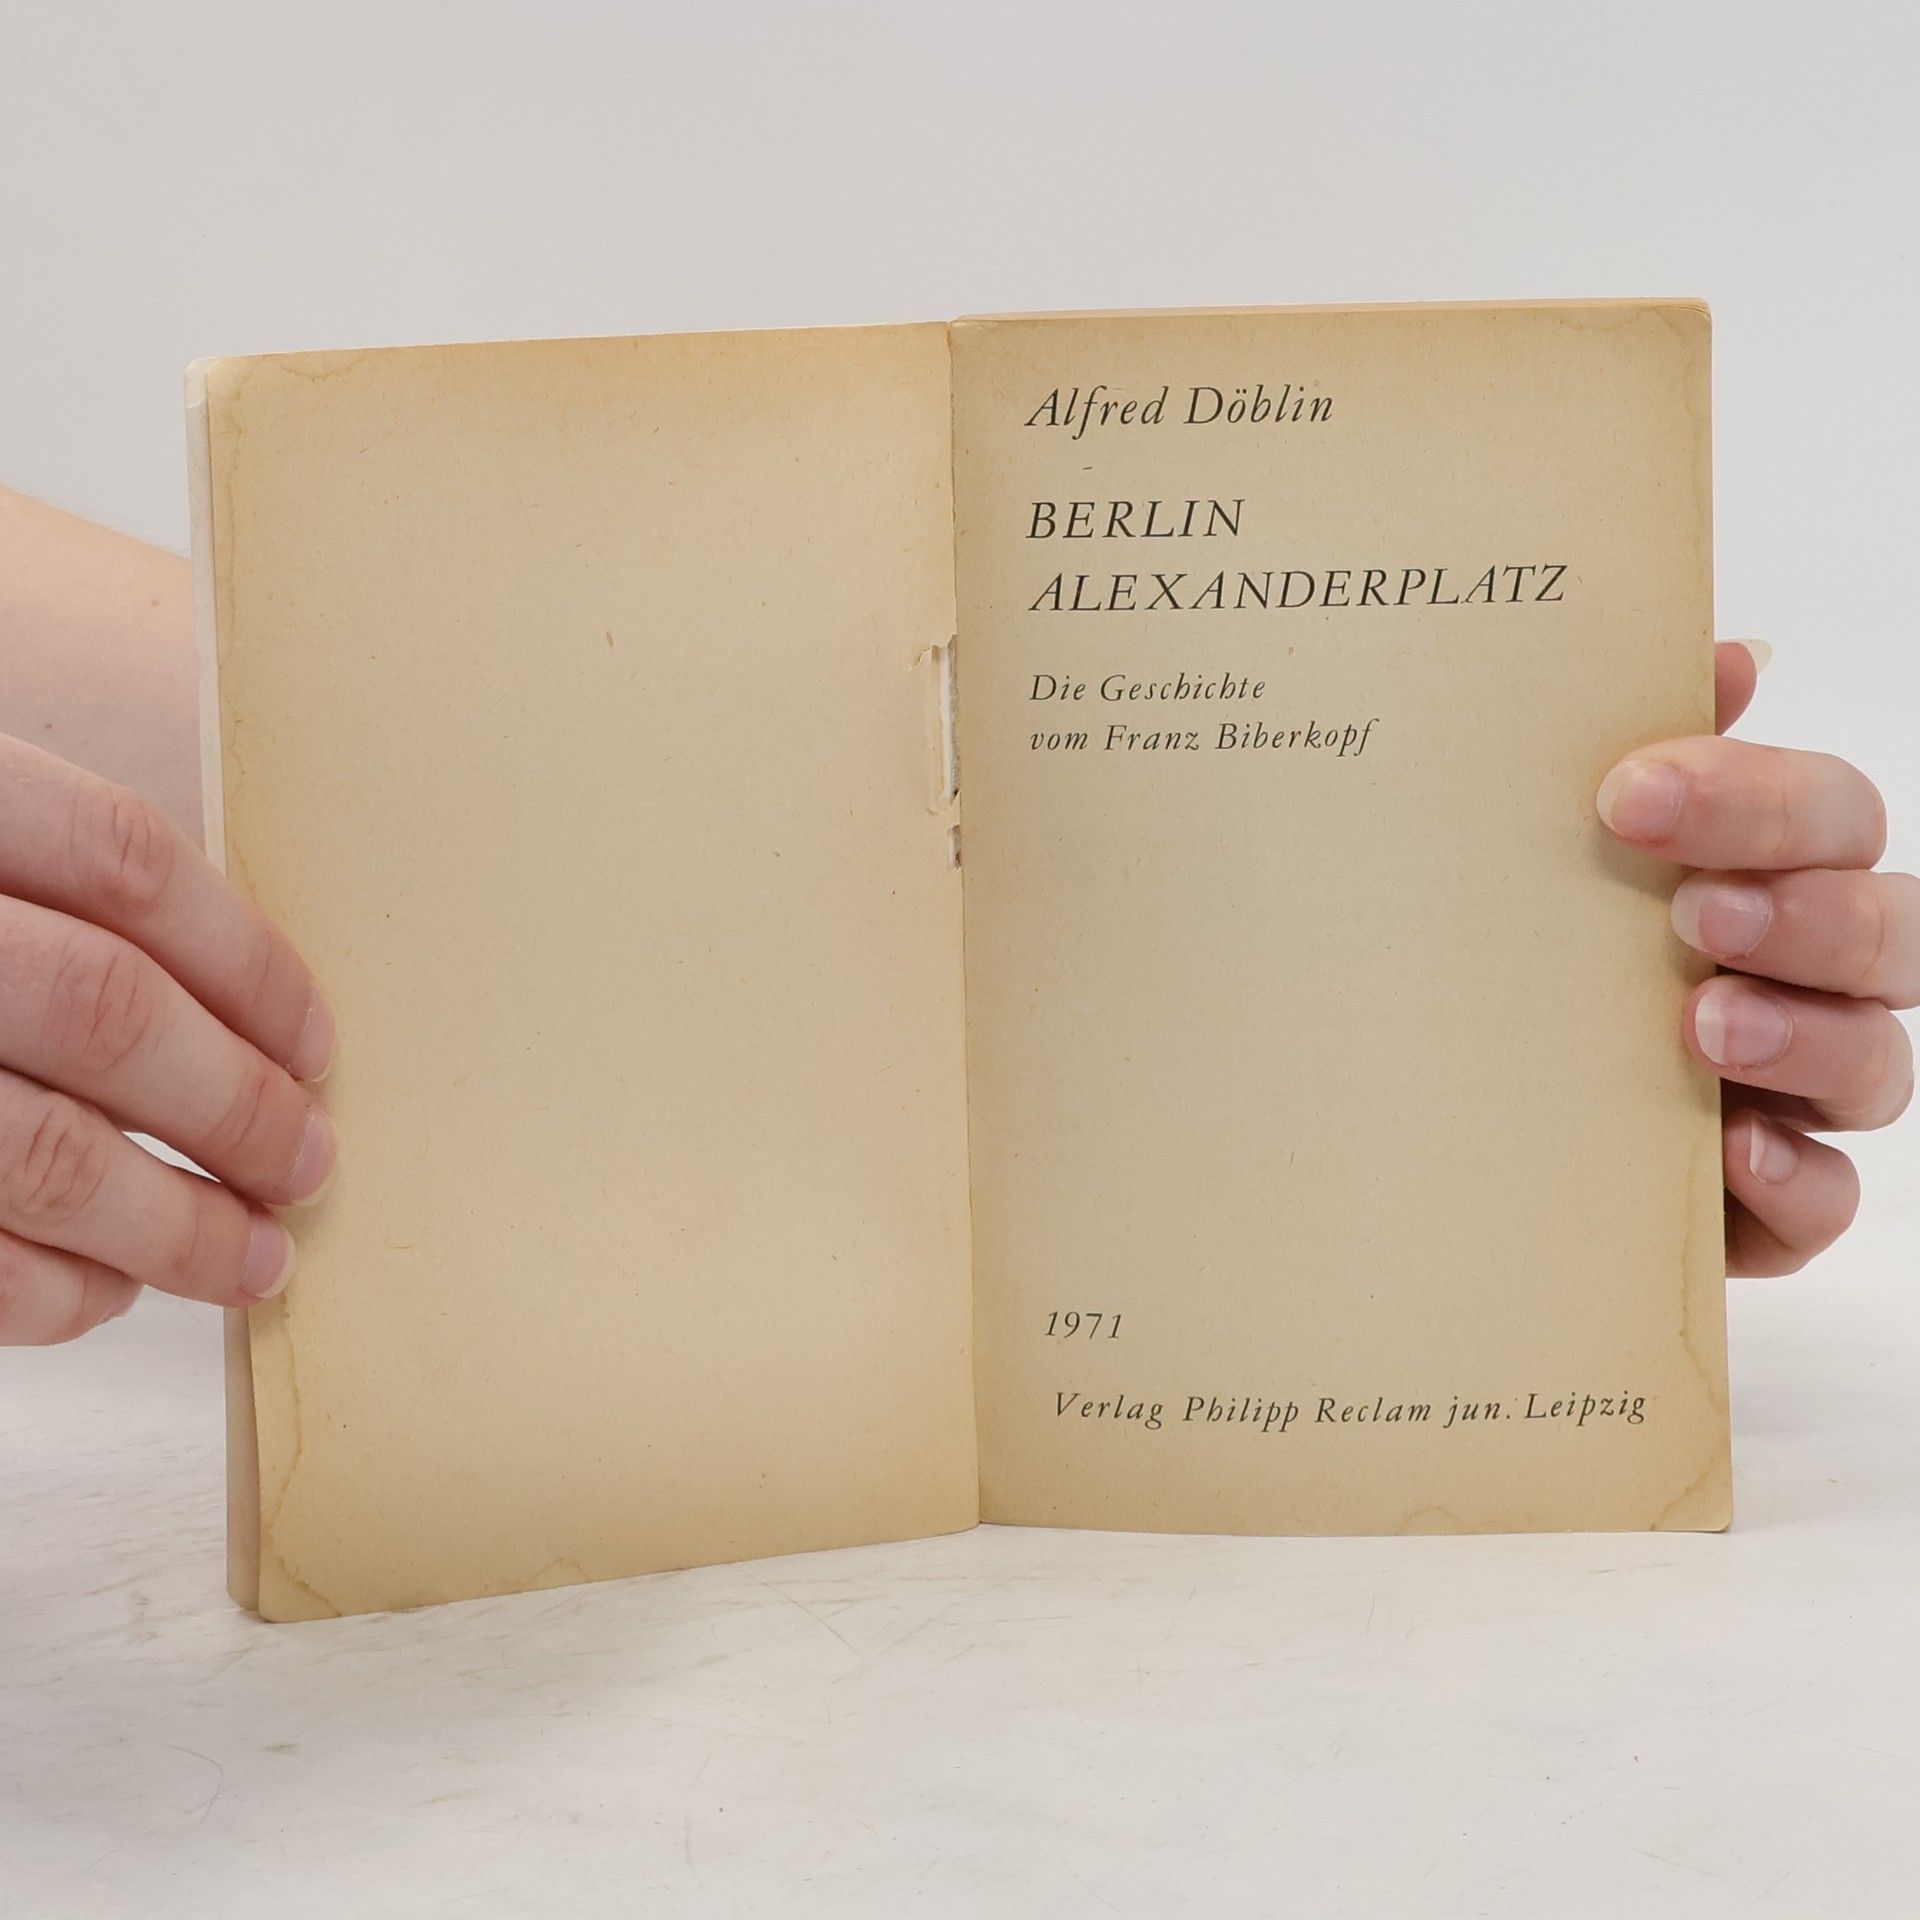 Alfred Döblin
BERLIN
ALEXANDERPLATZ
Die Geschichte
vom Franz Biberkopf
1971
Verlag Philipp Reclam jun. Leipzig